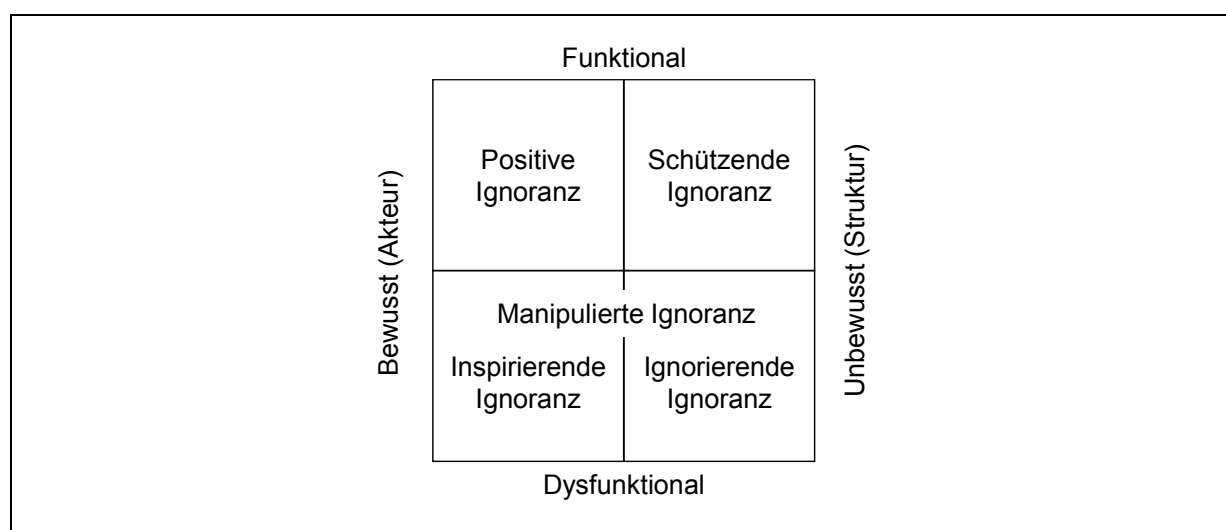 Funktional
Bewusst (Akteur)
Positive
Ignoranz
Schützende
Ignoranz
Unbewusst (Struktur)
Manipulierte Ignoranz
Inspirierende
Ignoranz
Ignorierende
Ignoranz
Dysfunktional